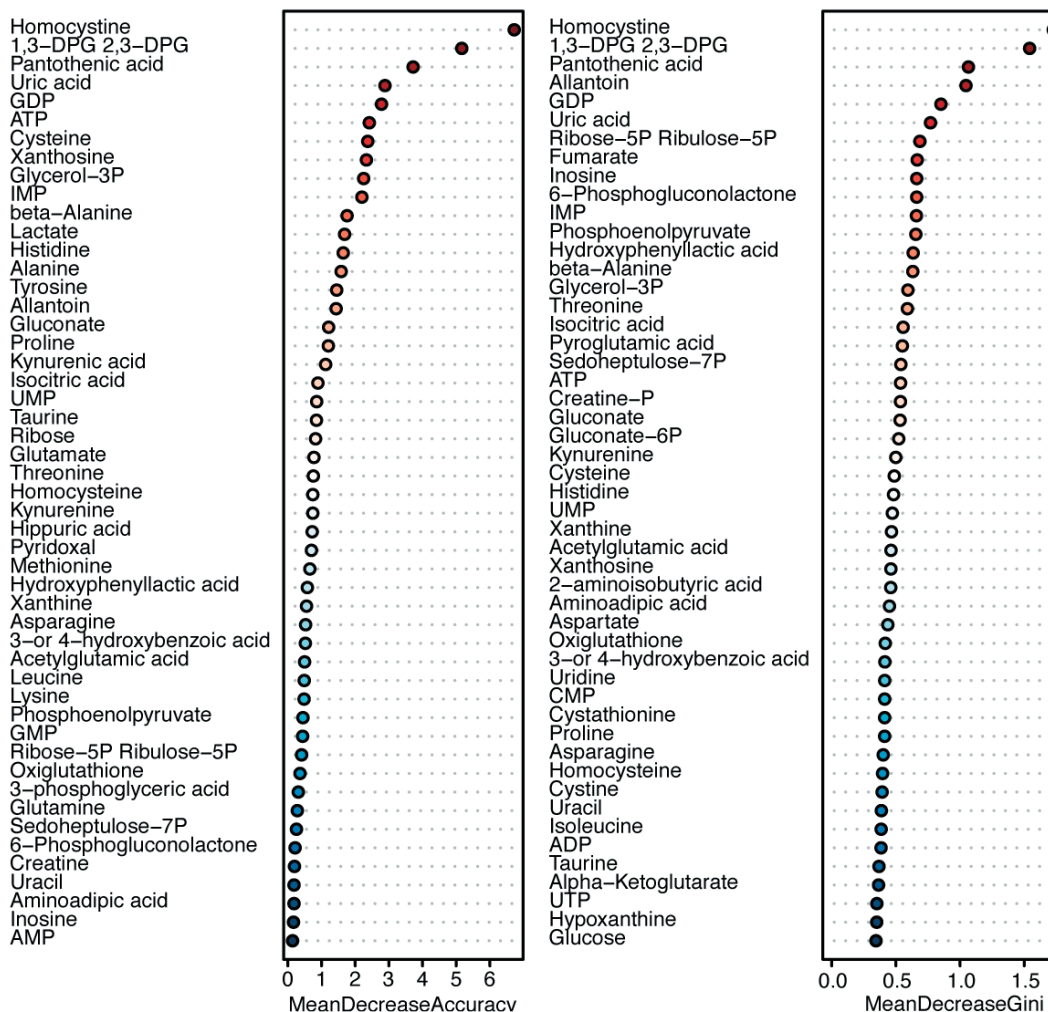 Homocystine
1,3−DPG 2,3−DPG
Pantothenic acid
Uric acid
GDP
ATP
Cysteine
Xanthosine
Glycerol−3P
IMP
beta−Alanine
Lactate
Histidine
Alanine
Tyrosine
Allantoin
Gluconate
Proline
Kynurenic acid
Isocitric acid
UMP
Taurine
Ribose
Glutamate
Threonine
Homocysteine
Kynurenine
Hippuric acid
Pyridoxal
Methionine
Hydroxyphenyllactic acid
Xanthine
Asparagine
3−or 4−hydroxybenzoic acid
Acetylglutamic acid
Leucine
Lysine
Phosphoenolpyruvate
GMP
Ribose−5P Ribulose−5P
Oxiglutathione
3−phosphoglyceric acid
Glutamine
Sedoheptulose−7P
6−Phosphogluconolactone
Creatine
Uracil
Aminoadipic acid
Inosine
AMP
0 1 2 3 4 5 6
MeanDecreaseAccuracy
Homocystine
1,3−DPG 2,3−DPG
Pantothenic acid
Allantoin
GDP
Uric acid
Ribose−5P Ribulose−5P
Fumarate
Inosine
6−Phosphogluconolactone
IMP
Phosphoenolpyruvate
Hydroxyphenyllactic acid
beta−Alanine
Glycerol−3P
Threonine
Isocitric acid
Pyroglutamic acid
Sedoheptulose−7P
ATP
Creatine−P
Gluconate
Gluconate−6P
Kynurenine
Cysteine
Histidine
UMP
Xanthine
Acetylglutamic acid
Xanthosine
2−aminoisobutyric acid
Aminoadipic acid
Aspartate
Oxiglutathione
3−or 4−hydroxybenzoic acid
Uridine
CMP
Cystathionine
Proline
Asparagine
Homocysteine
Cystine
Uracil
Isoleucine
ADP
Taurine
Alpha−Ketoglutarate
UTP
Hypoxanthine
Glucose
0.0 0.5 1.0 1.5
MeanDecreaseGini